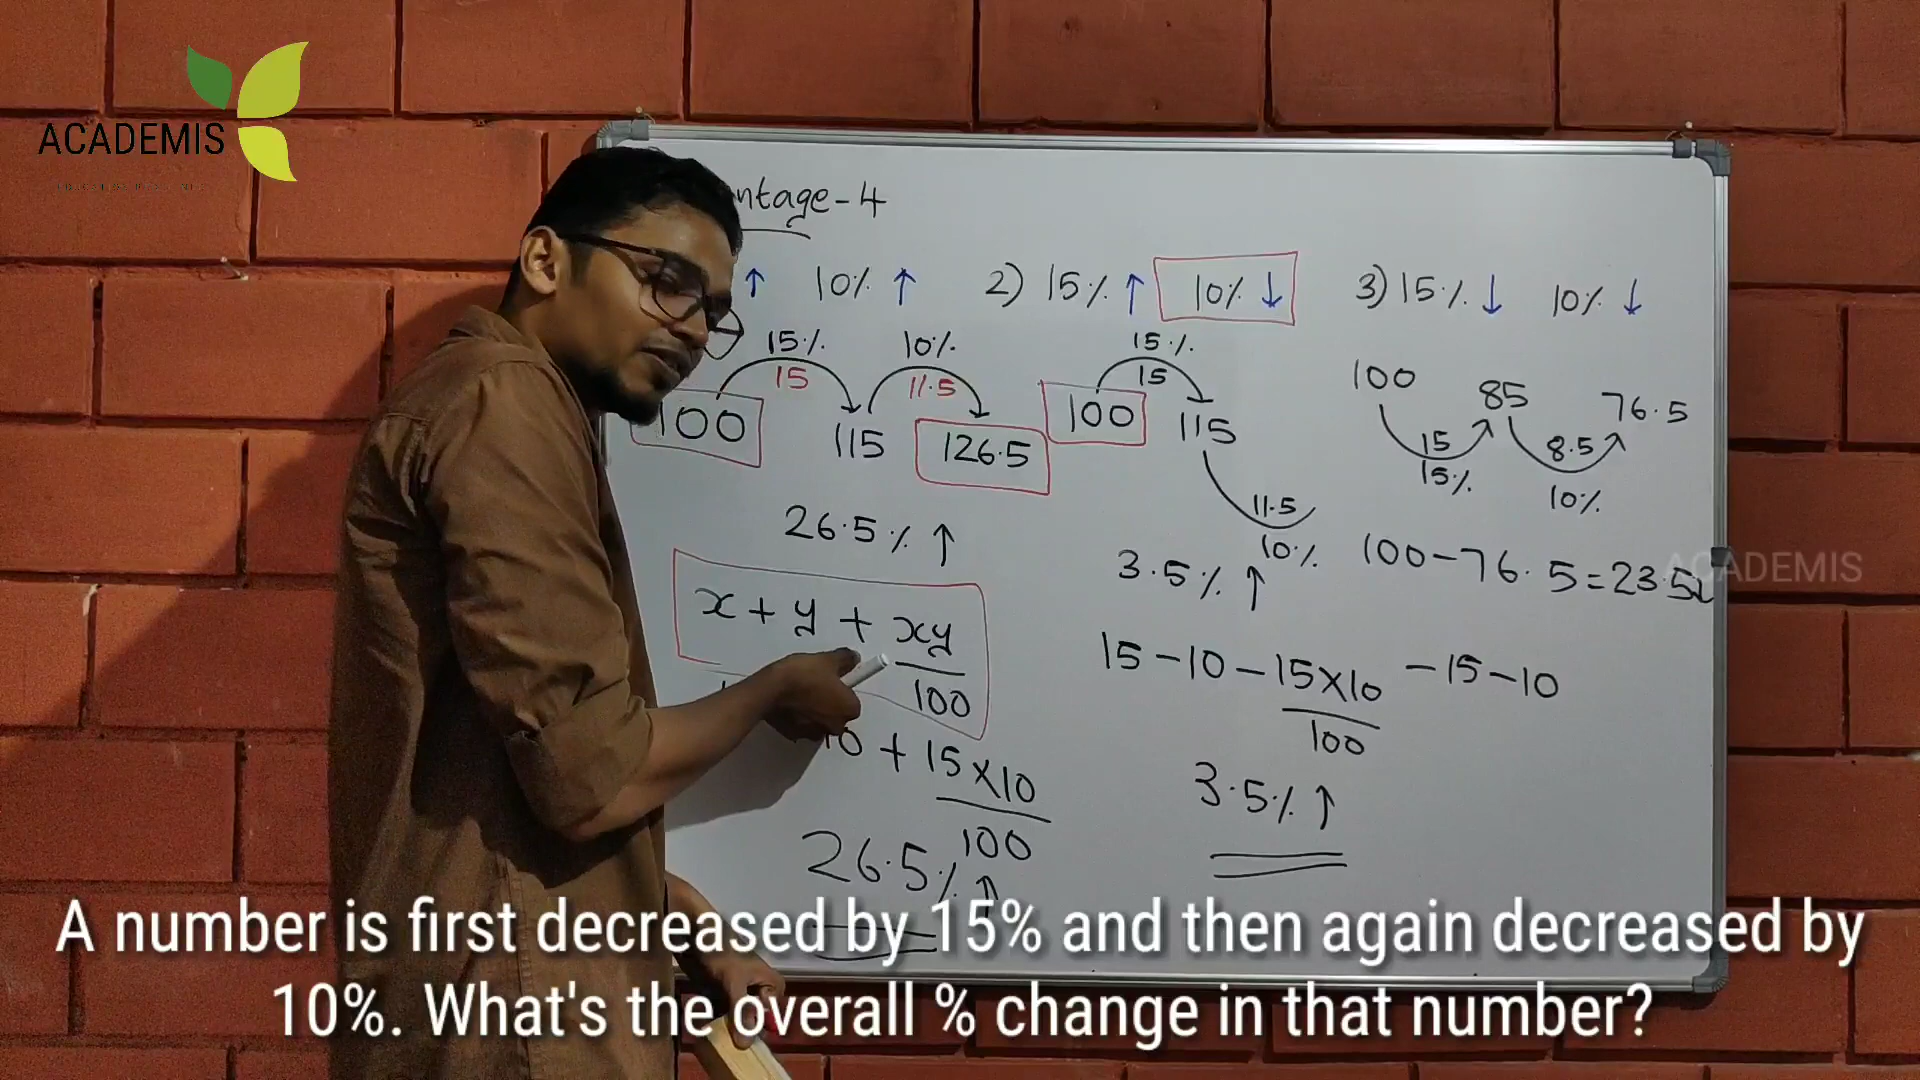 ACADEMIS
ntage-4
↑ 10% ↑
15% 10%
15 11.5
100 115 126.5
26.5% ↑
x + y + xy
100
10 + 15×10
100
26.5% ↑
2) 15% ↑ 10% ↓
15%
15
100 115
11.5
10%
3.5% ↑
15 - 10 - 15×10
100
3.5% ↑
3) 15% ↓ 10% ↓
100 85 76.5
15 8.5
15% 10%
100 - 76.5 = 23.5
ACADEMIS
-15 - 10
A number is first decreased by 15% and then again decreased by
10%. What's the overall % change in that number?